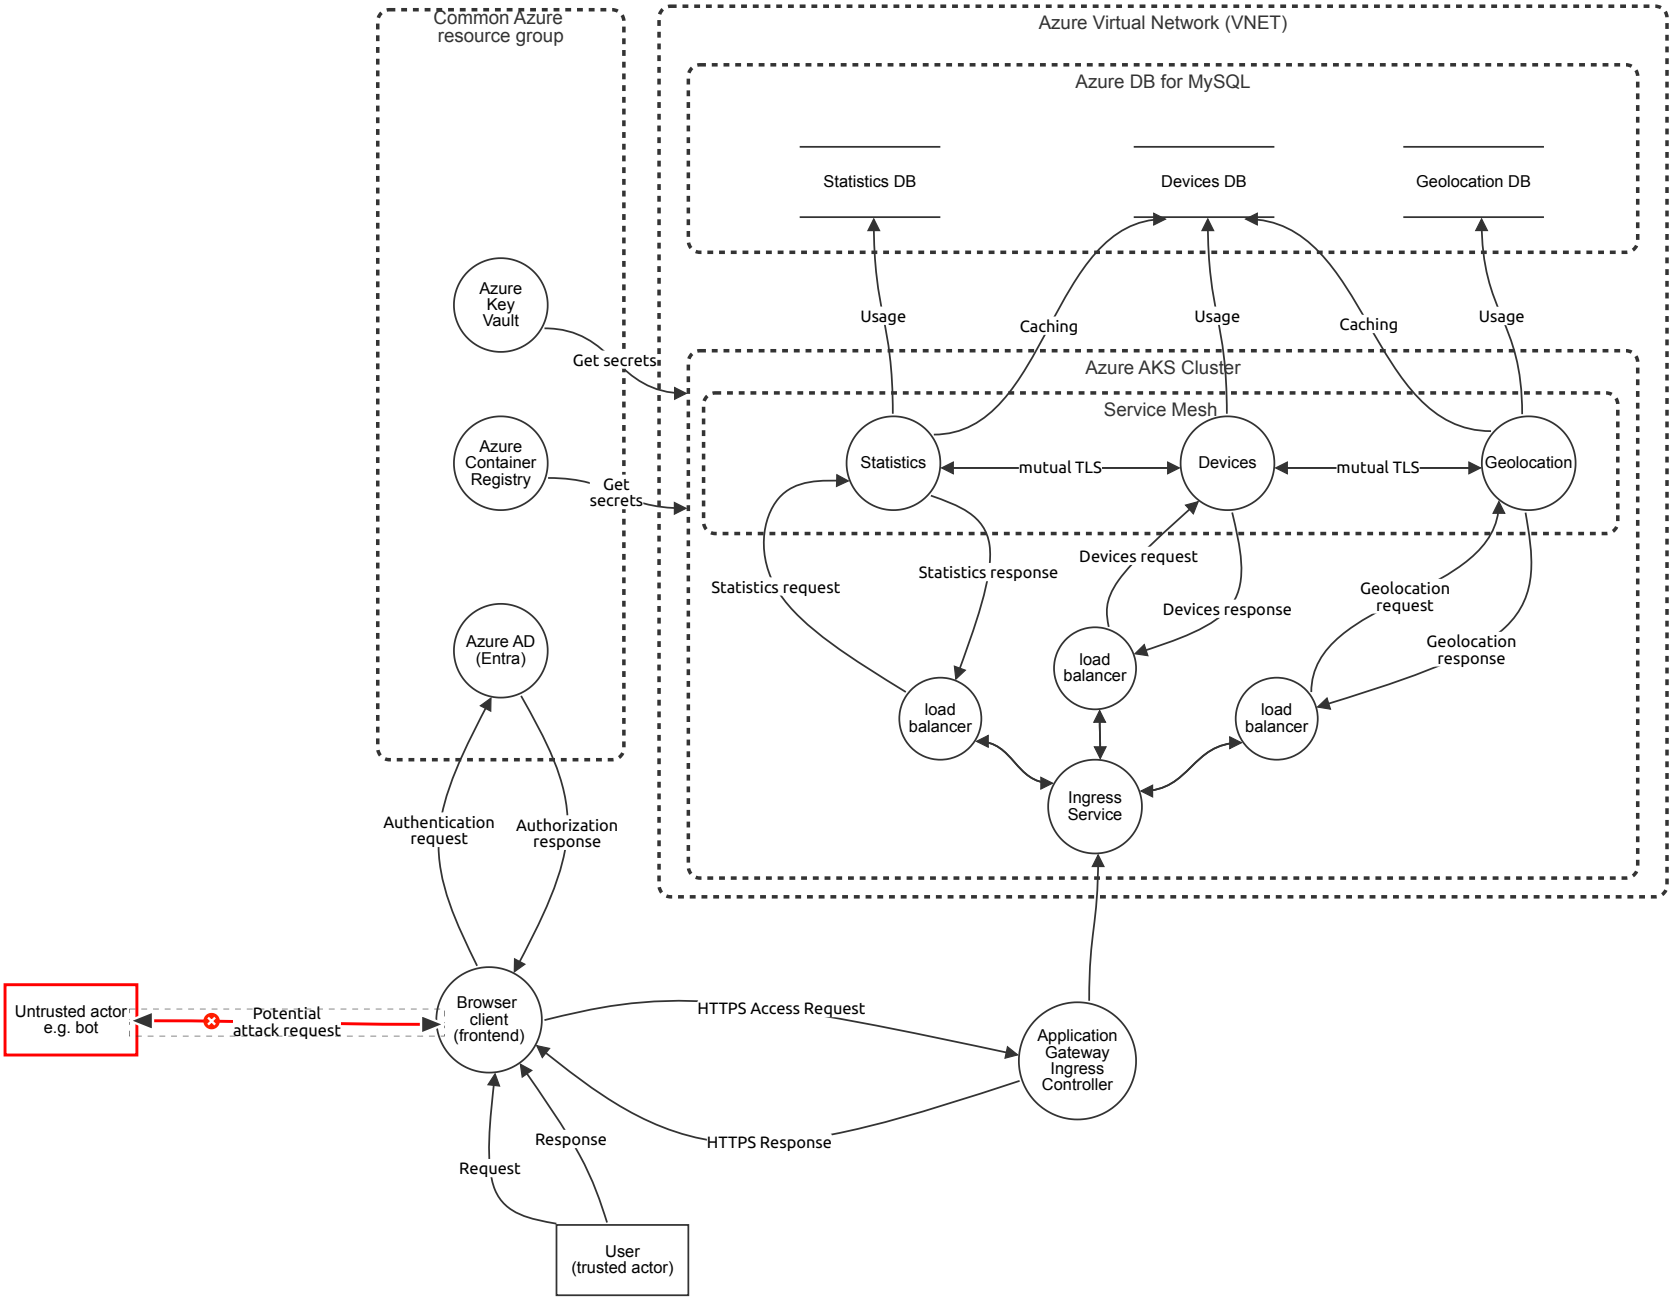 Common Azure
resource group
Azure Virtual Network (VNET)
Azure DB for MySQL
Statistics DB
Devices DB
Geolocation DB
Azure
Key
Vault
Get secrets
Usage
Caching
Usage
Caching
Usage
Azure AKS Cluster
Service Mesh
Azure
Container
Registry
Get
secrets
Statistics
mutual TLS
Devices
mutual TLS
Geolocation
Statistics request
Statistics response
Devices request
Devices response
Geolocation
request
Geolocation
response
Azure AD
(Entra)
load
balancer
load
balancer
load
balancer
Ingress
Service
Authentication
request
Authorization
response
Untrusted actor
e.g. bot
Potential
attack request
Browser
client
(frontend)
HTTPS Access Request
Application
Gateway
Ingress
Controller
HTTPS Response
Response
Request
User
(trusted actor)